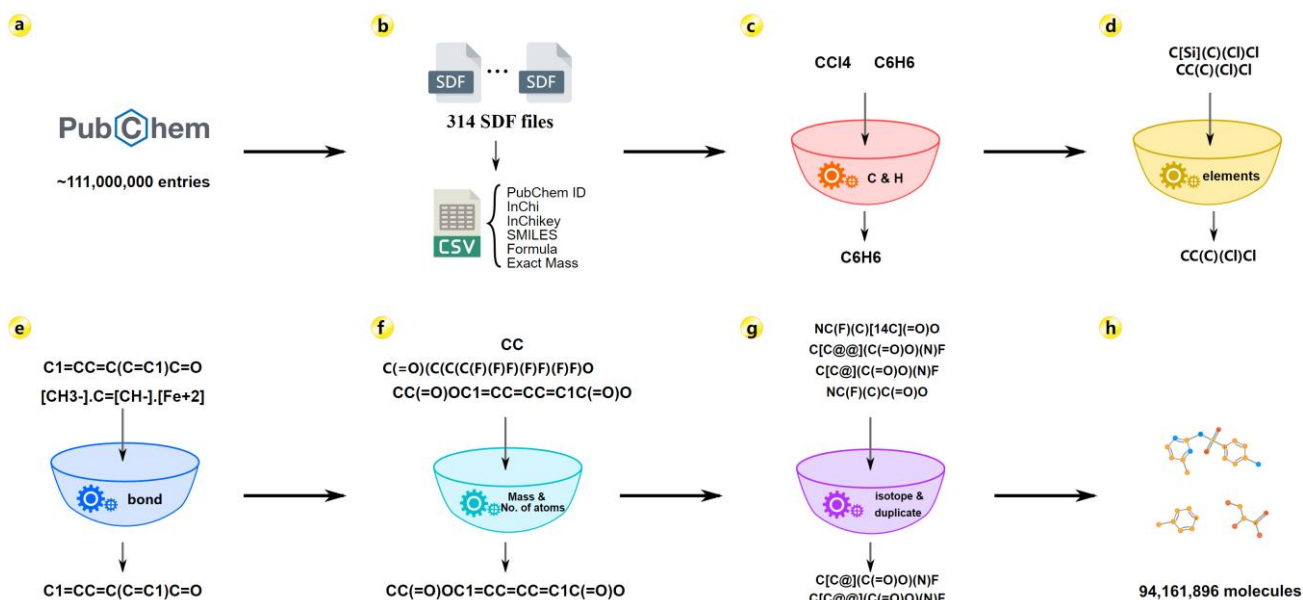 a
PubChem
~111,000,000 entries
b
SDF ... SDF
314 SDF files
CSV
PubChem ID
InChi
InChikey
SMILES
Formula
Exact Mass
c
CCl4 C6H6
C & H
C6H6
d
C[Si](C)(Cl)Cl
CC(C)(Cl)Cl
elements
CC(C)(Cl)Cl
e
C1=CC=C(C=C1)C=O
[CH3-].C=[CH-].[Fe+2]
bond
C1=CC=C(C=C1)C=O
f
CC
C(=O)(C(C(C(F)(F)F)(F)F)(F)F)O
CC(=O)OC1=CC=CC=C1C(=O)O
Mass &
No. of atoms
CC(=O)OC1=CC=CC=C1C(=O)O
g
NC(F)(C)[14C](=O)O
C[C@@](C(=O)O)(N)F
C[C@](C(=O)O)(N)F
NC(F)(C)C(=O)O
isotope &
duplicate
C[C@](C(=O)O)(N)F
C[C@@](C(=O)O)(N)F
h
94,161,896 molecules